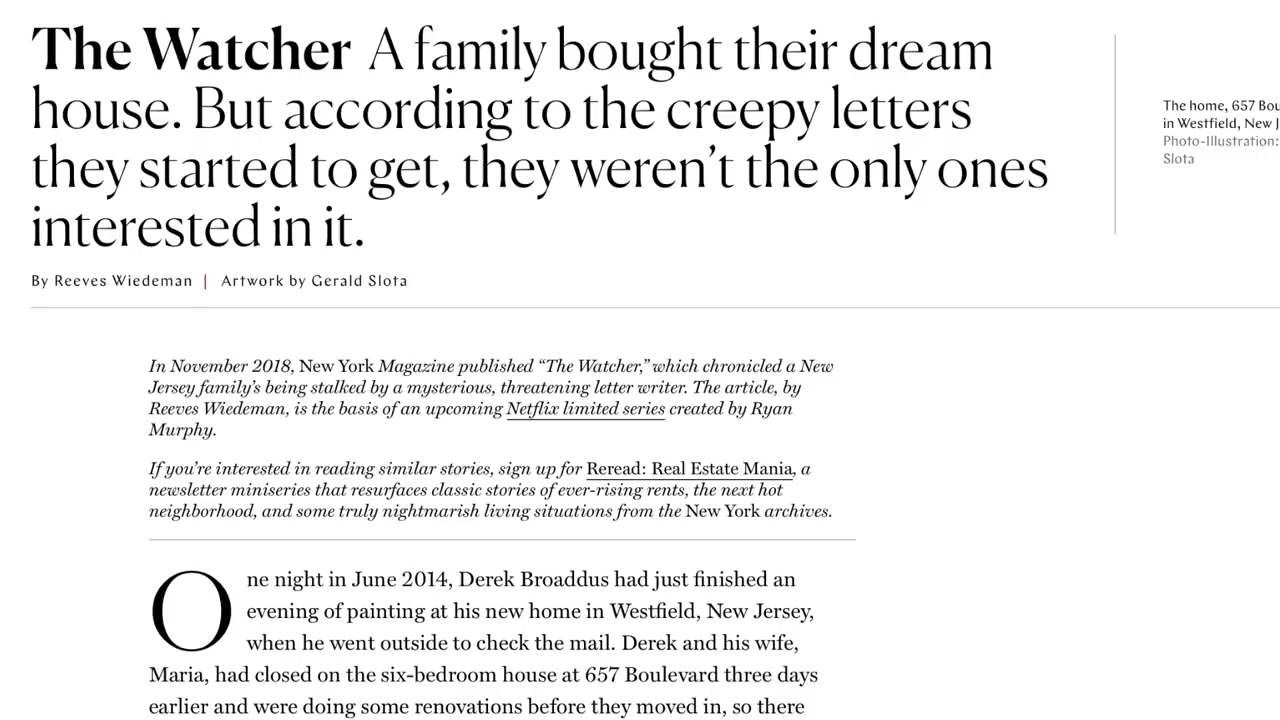 The Watcher A family bought their dream
house. But according to the creepy letters
they started to get, they weren’t the only ones
interested in it.
By Reeves Wiedeman | Artwork by Gerald Slota
The home, 657 Bou
in Westfield, New J
Photo-Illustration:
Slota
In November 2018, New York Magazine published “The Watcher,” which chronicled a New
Jersey family’s being stalked by a mysterious, threatening letter writer. The article, by
Reeves Wiedeman, is the basis of an upcoming Netflix limited series created by Ryan
Murphy.
If you’re interested in reading similar stories, sign up for Reread: Real Estate Mania, a
newsletter miniseries that resurfaces classic stories of ever-rising rents, the next hot
neighborhood, and some truly nightmarish living situations from the New York archives.
One night in June 2014, Derek Broaddus had just finished an
evening of painting at his new home in Westfield, New Jersey,
when he went outside to check the mail. Derek and his wife,
Maria, had closed on the six-bedroom house at 657 Boulevard three days
earlier and were doing some renovations before they moved in, so there